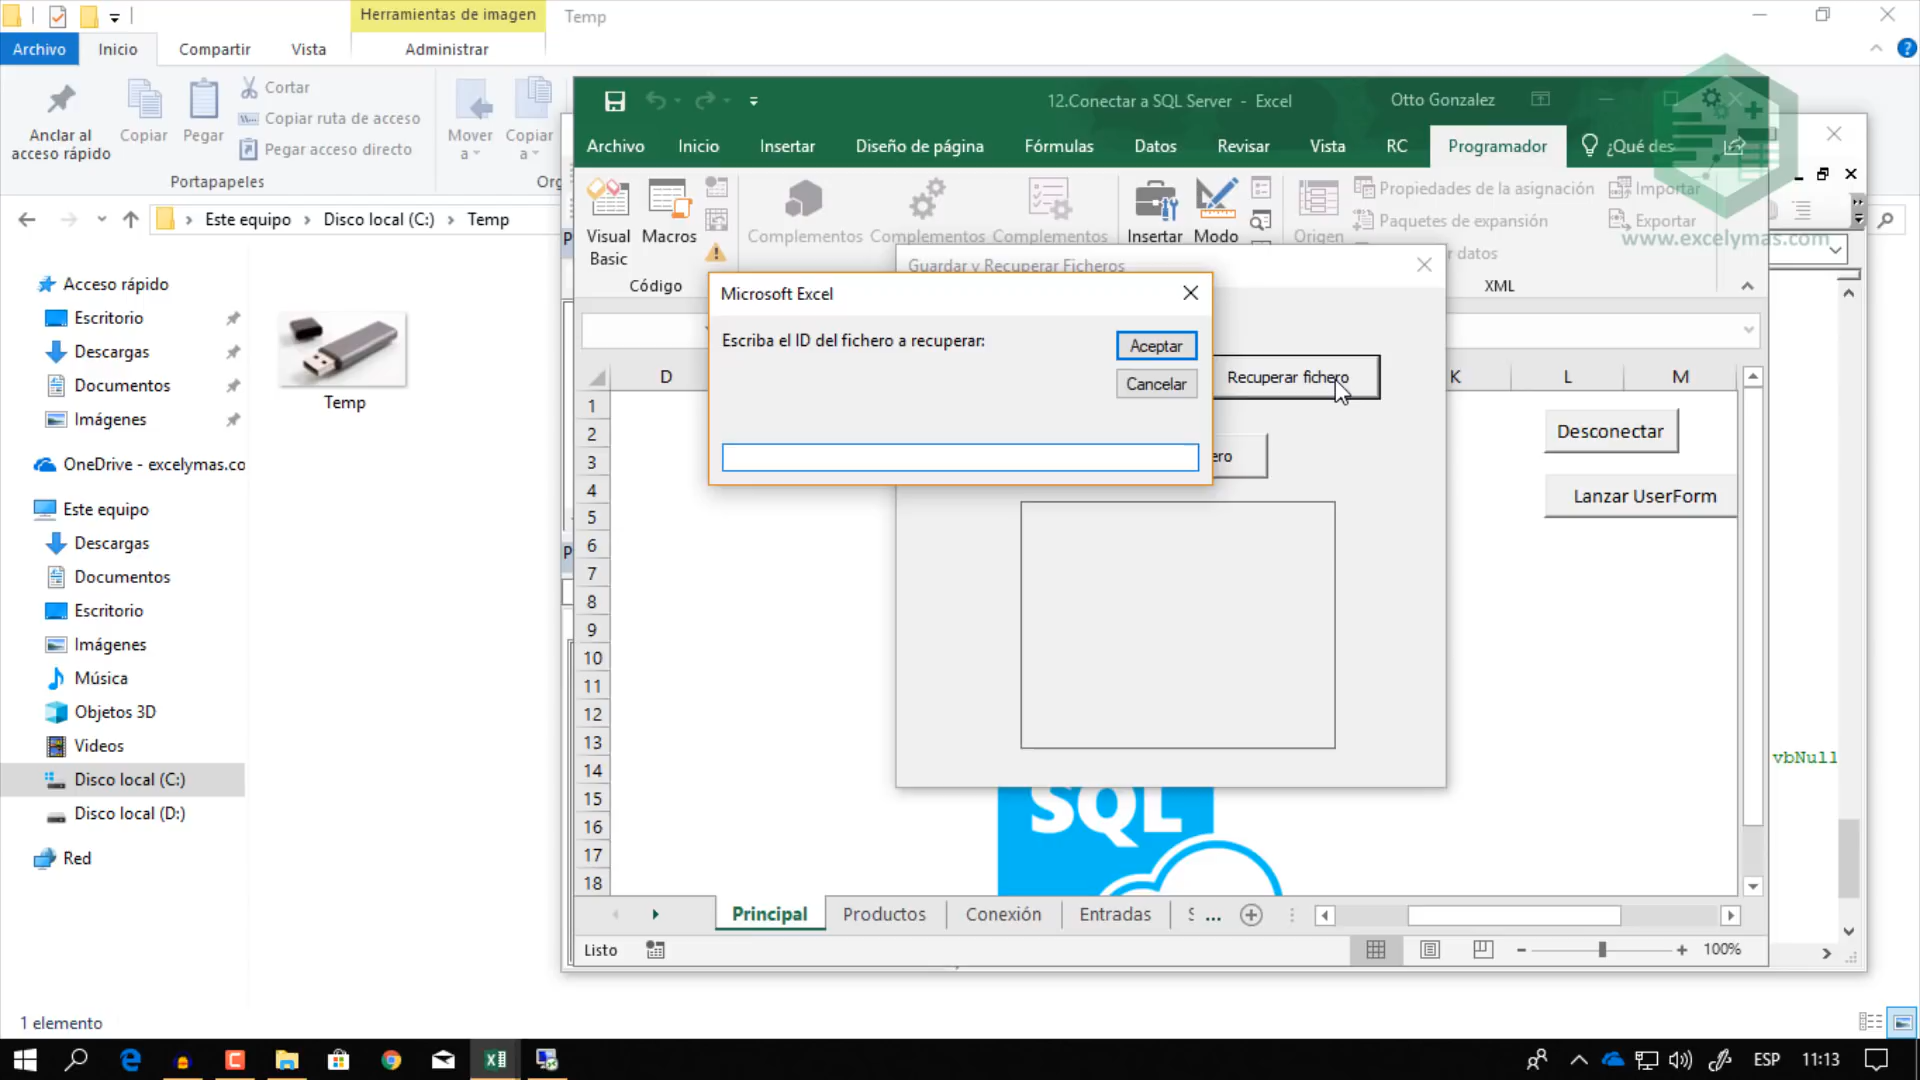 Herramientas de imagen
Temp
Archivo
Inicio
Compartir
Vista
Administrar
Anclar al
acceso rápido
Copiar
Pegar
Cortar
Copiar ruta de acceso
Pegar acceso directo
Mover
a
Copiar
a
Portapapeles
Org
Este equipo
Disco local (C:)
Temp
Acceso rápido
Escritorio
Descargas
Documentos
Imágenes
OneDrive - excelymas.co
Este equipo
Descargas
Documentos
Escritorio
Imágenes
Música
Objetos 3D
Videos
Disco local (C:)
Disco local (D:)
Red
Temp
1 elemento
12.Conectar a SQL Server - Excel
Otto Gonzalez
Archivo
Inicio
Insertar
Diseño de página
Fórmulas
Datos
Revisar
Vista
RC
Programador
¿Qué des
Visual
Basic
Macros
Código
Complementos
Complementos
Complementos
Insertar
Modo
Origen
Propiedades de la asignación
Paquetes de expansión
datos
Importar
Exportar
XML
www.excelymas.com
Guardar y Recuperar Ficheros
Recuperar fichero
ero
Microsoft Excel
Escriba el ID del fichero a recuperar:
Aceptar
Cancelar
D
K
L
M
1
2
3
4
5
6
7
8
9
10
11
12
13
14
15
16
17
18
Desconectar
Lanzar UserForm
SQL
vbNull
Principal
Productos
Conexión
Entradas
S ...
Listo
100%
ESP
11:13